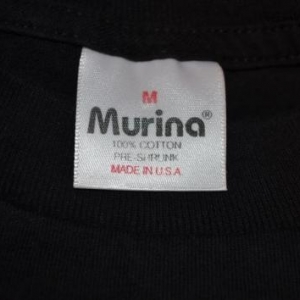 M
Murina®
100% COTTON
PRE-SHRUNK
MADE IN U.S.A.